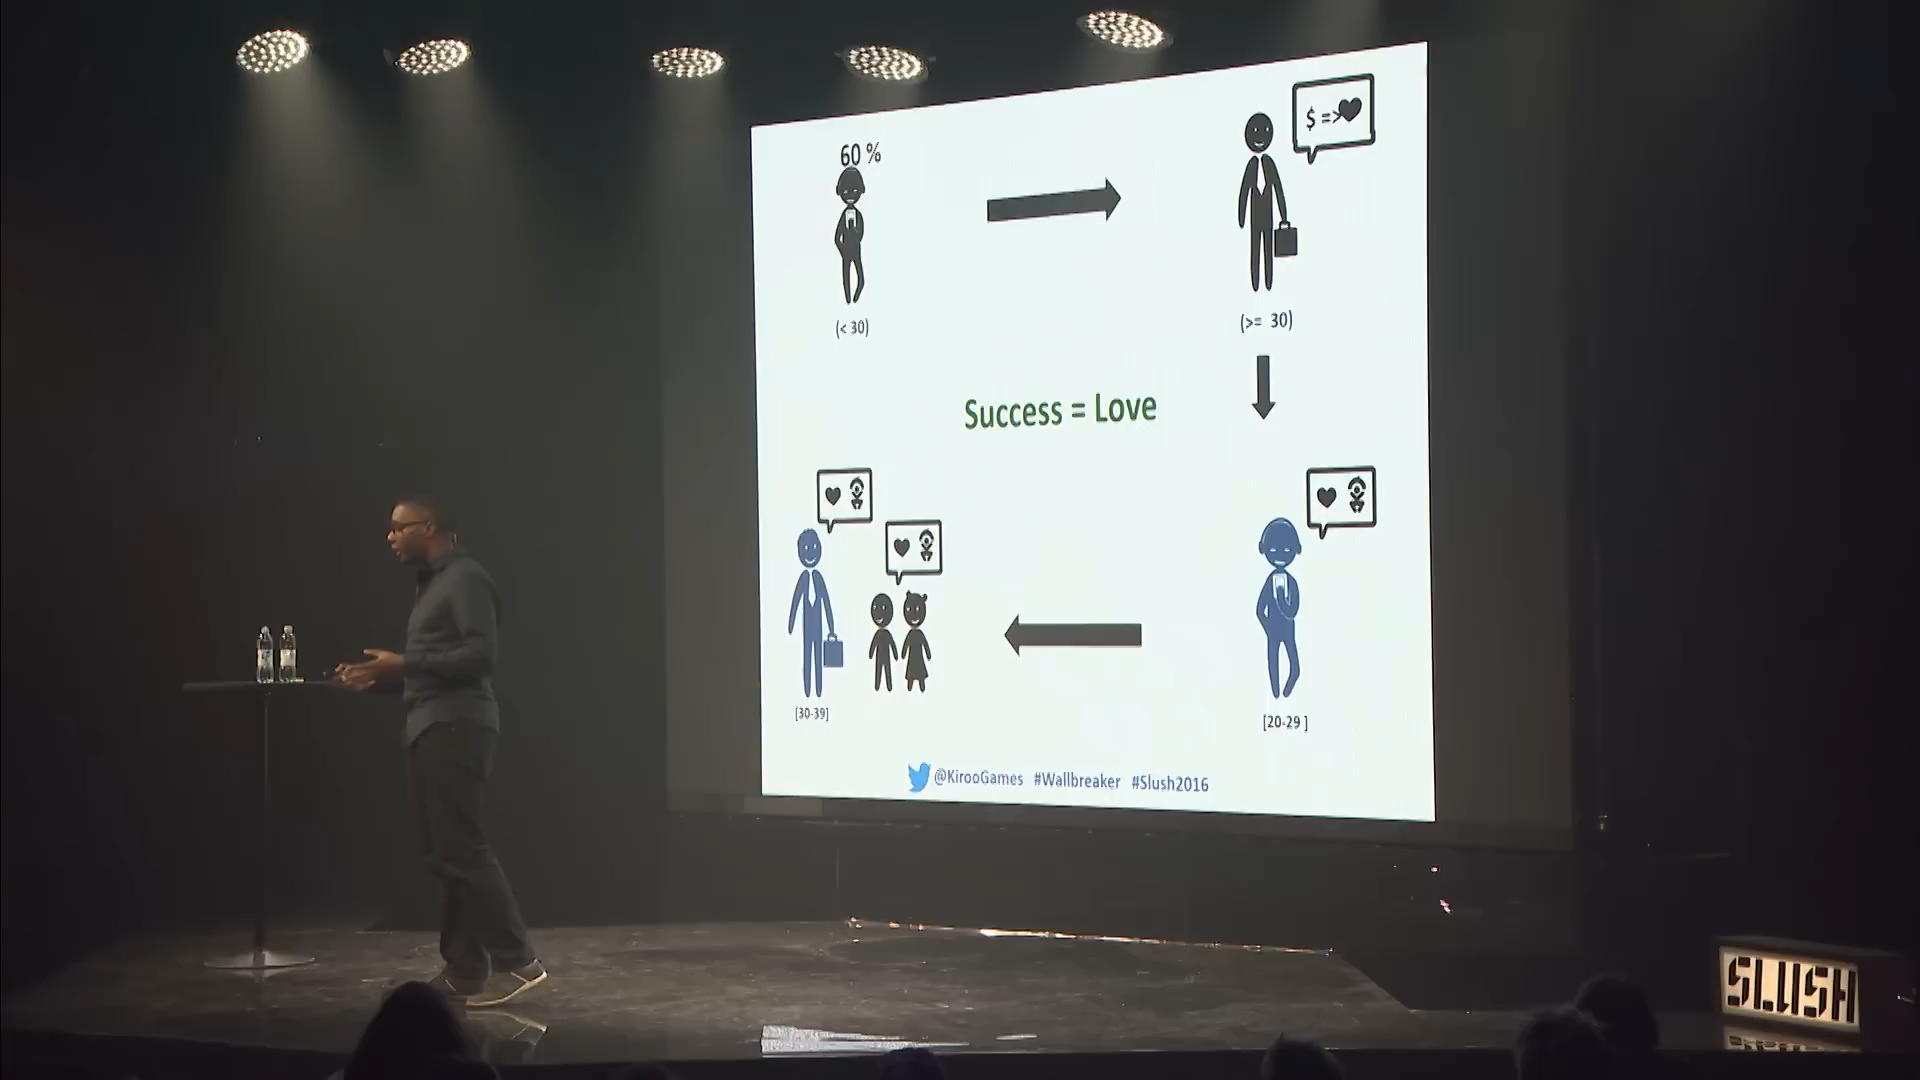 60 %
$ =>
(< 30)
(>= 30)
Success = Love
[30-39]
[20-29 ]
@KirooGames #Wallbreaker #Slush2016
SLUSH